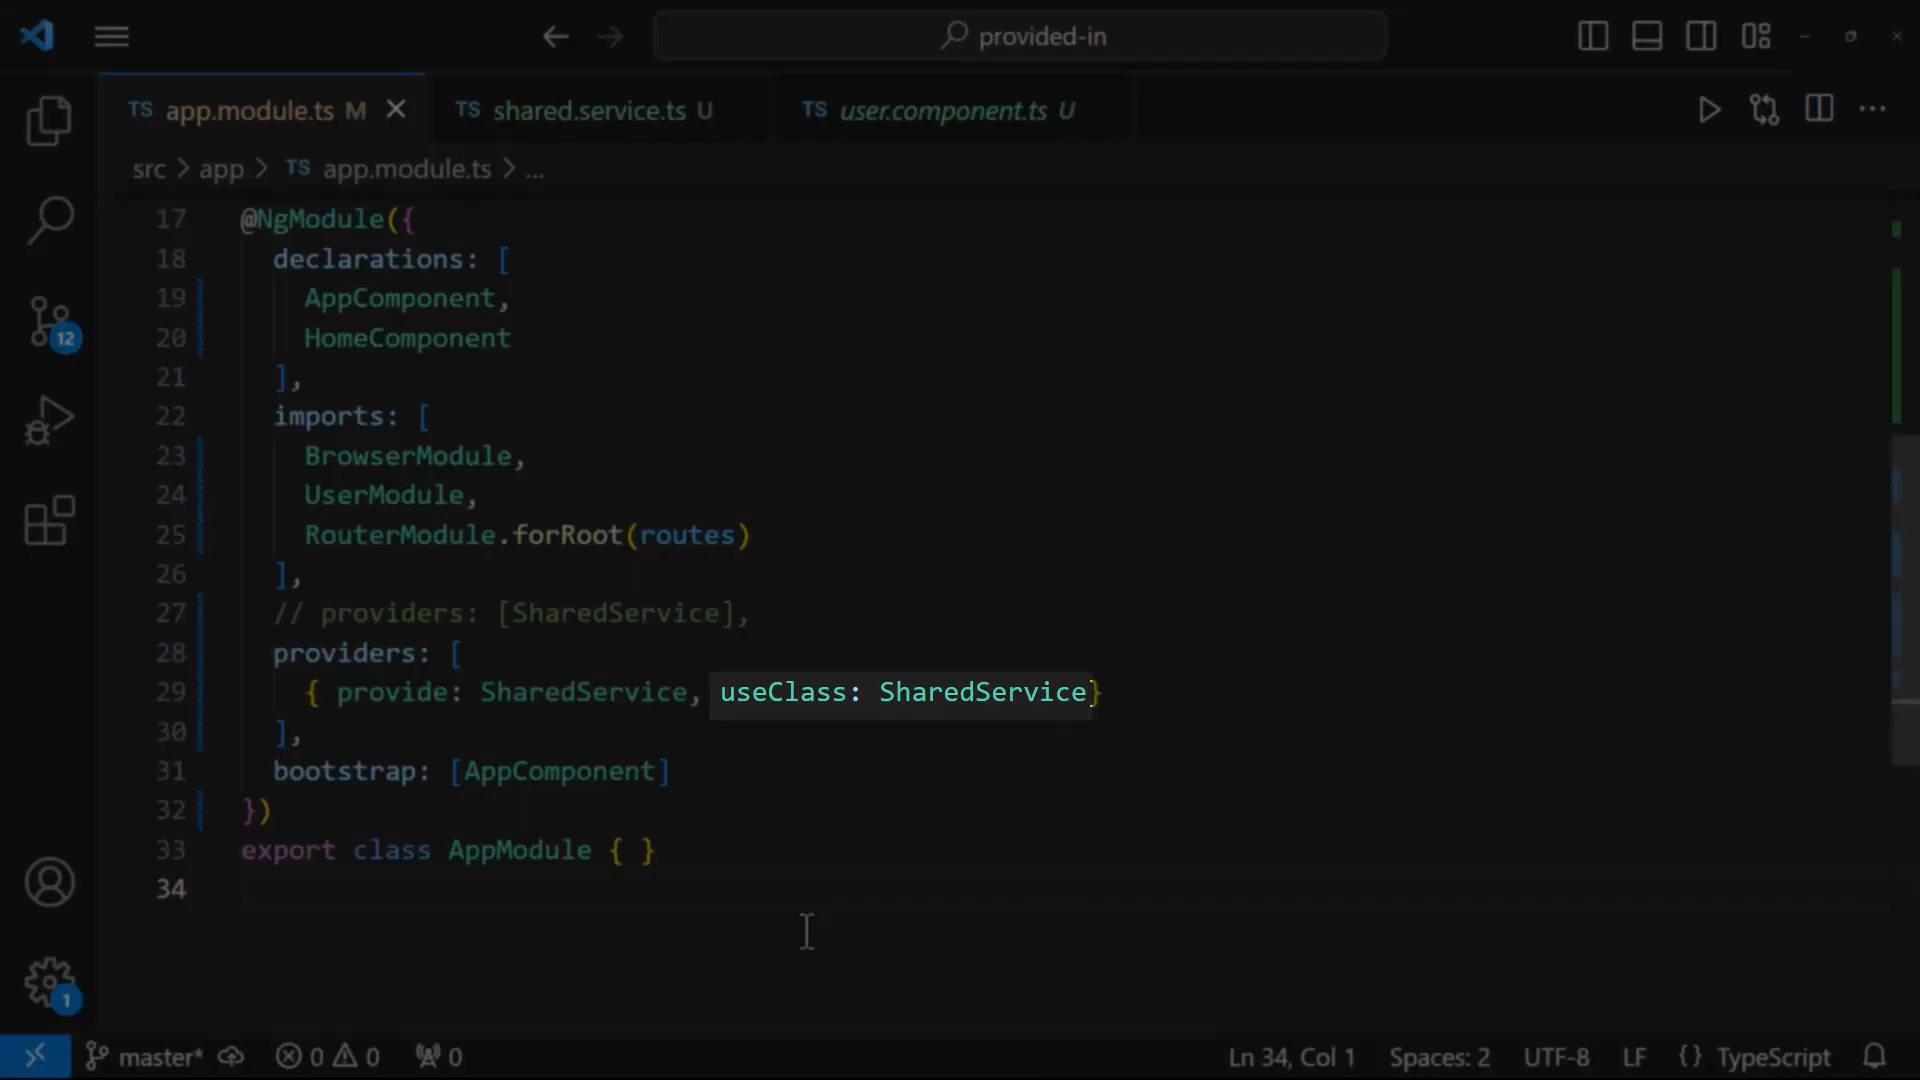 provided-in
TS app.module.ts M
TS shared.service.ts U
TS user.component.ts U
src > app > TS app.module.ts > ...
17 @NgModule({
18 declarations: [
19 AppComponent,
20 HomeComponent
21 ],
22 imports: [
23 BrowserModule,
24 UserModule,
25 RouterModule.forRoot(routes)
26 ],
27 // providers: [SharedService],
28 providers: [
29 { provide: SharedService, useClass: SharedService}
30 ],
31 bootstrap: [AppComponent]
32 })
33 export class AppModule { }
34
12
1
master* 0 0 0
Ln 34, Col 1 Spaces: 2 UTF-8 LF {} TypeScript